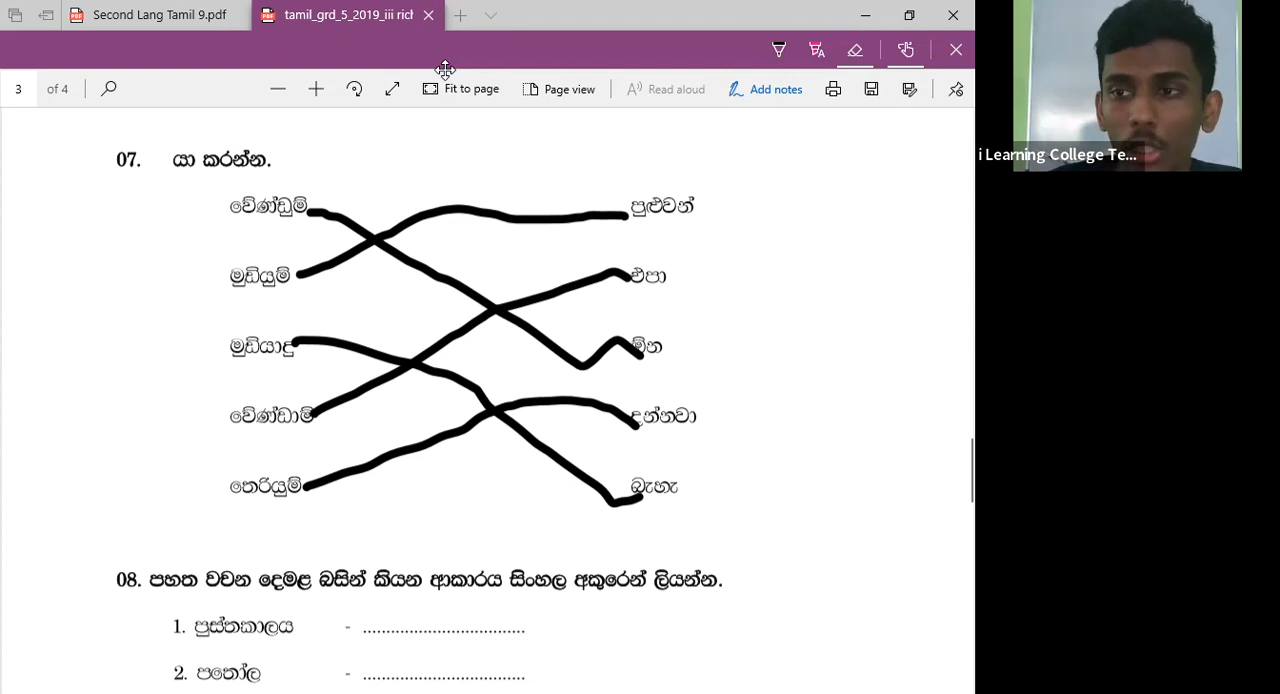 Second Lang Tamil 9.pdf
tamil_grd_5_2019_iii rich
3 of 4
Fit to page
Page view
Read aloud
Add notes
i Learning College Te...
07. යා කරන්න.
වේණ්ඩුම් පුළුවන්
මුඩියුම් එපා
මුඩියාදු ඕන
වේණ්ඩාම් දන්නවා
තෙරියුම් බැහැ
08. පහත වචන දෙමළ බසින් කියන ආකාරය සිංහල අකුරෙන් ලියන්න.
1. පුස්තකාලය - ..................................
2. පතෝල - ..................................